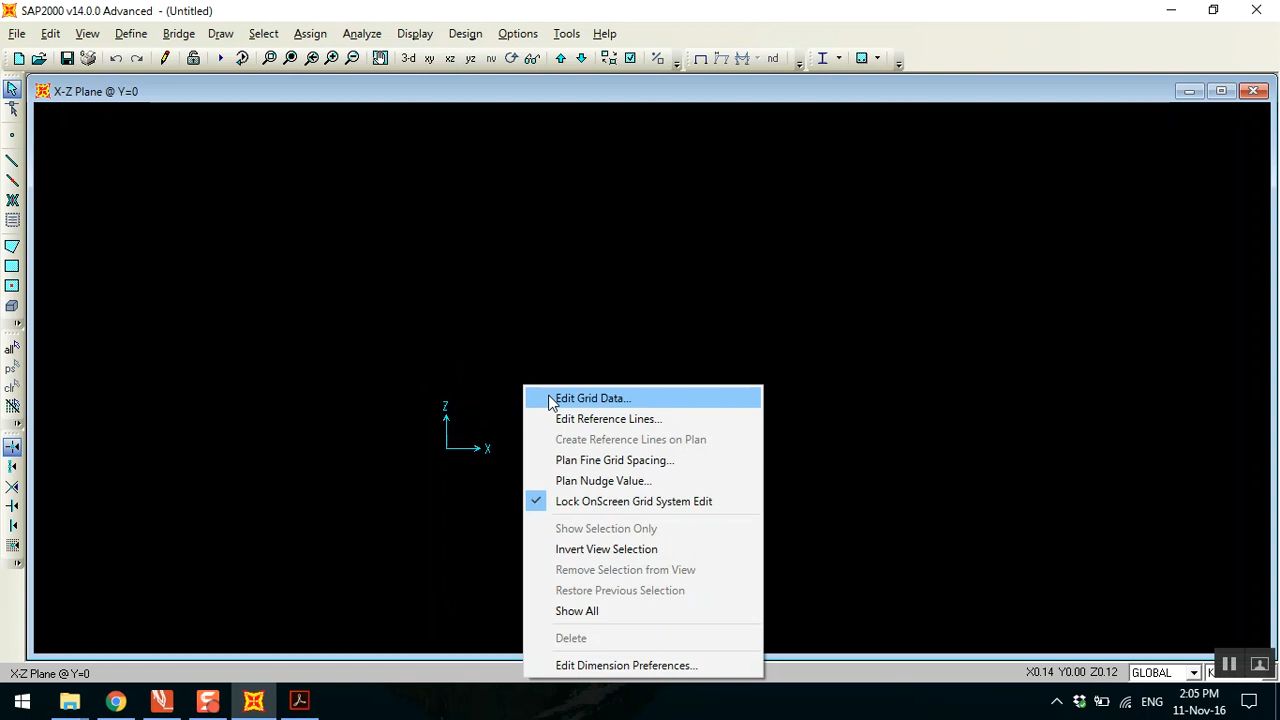 SAP2000 v14.0.0 Advanced - (Untitled)
File Edit View Define Bridge Draw Select Assign Analyze Display Design Options Tools Help
3-d xy xz yz nv nd
X-Z Plane @ Y=0
all
ps
clr
Z
X
Edit Grid Data...
Edit Reference Lines...
Create Reference Lines on Plan
Plan Fine Grid Spacing...
Plan Nudge Value...
Lock OnScreen Grid System Edit
Show Selection Only
Invert View Selection
Remove Selection from View
Restore Previous Selection
Show All
Delete
Edit Dimension Preferences...
X-Z Plane @ Y=0 X0.14 Y0.00 Z0.12 GLOBAL
ENG 2:05 PM
11-Nov-16